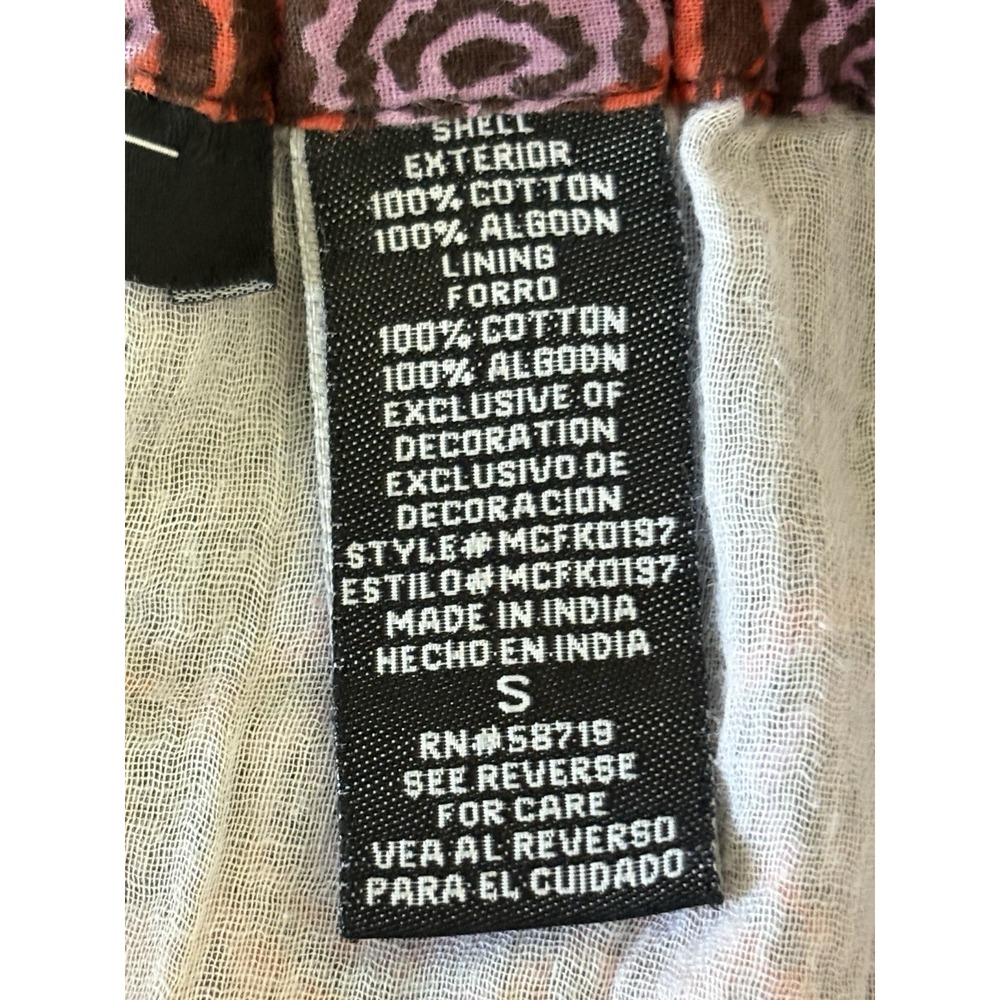 SHELL
EXTERIOR
100% COTTON
100% ALGODN
LINING
FORRO
100% COTTON
100% ALGODN
EXCLUSIVE OF
DECORATION
EXCLUSIVO DE
DECORACION
STYLE#MCFK0197
ESTILO#MCFK0197
MADE IN INDIA
HECHO EN INDIA
S
RN#58719
SEE REVERSE
FOR CARE
VEA AL REVERSO
PARA EL CUIDADO